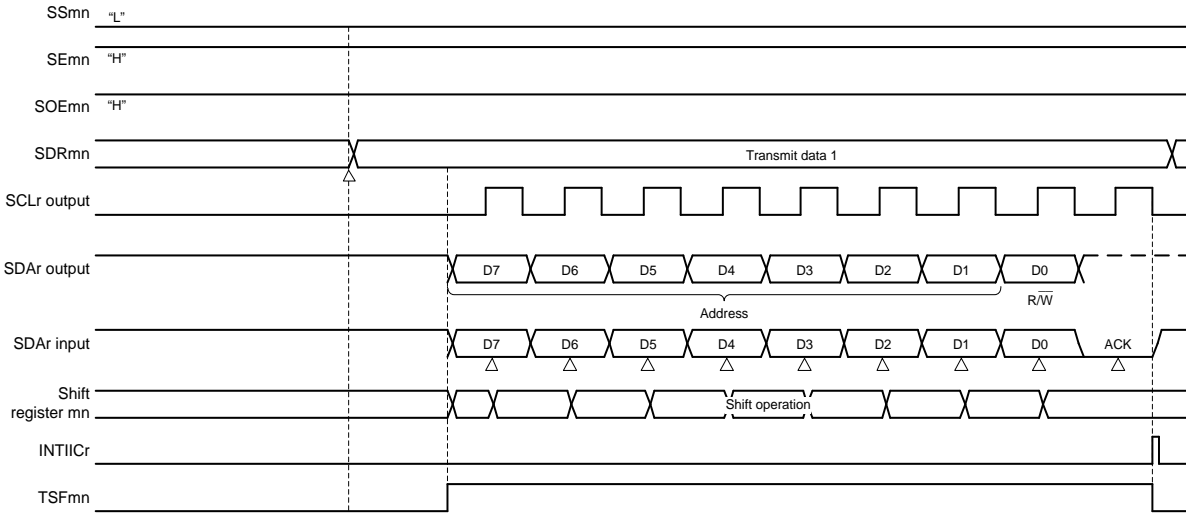 SSmn “L”
SEmn “H”
SOEmn “H”
SDRmn Transmit data 1
SCLr output
SDAr output D7 D6 D5 D4 D3 D2 D1 D0
Address R/W
SDAr input D7 D6 D5 D4 D3 D2 D1 D0 ACK
Shift
register mn Shift operation
INTIICr
TSFmn